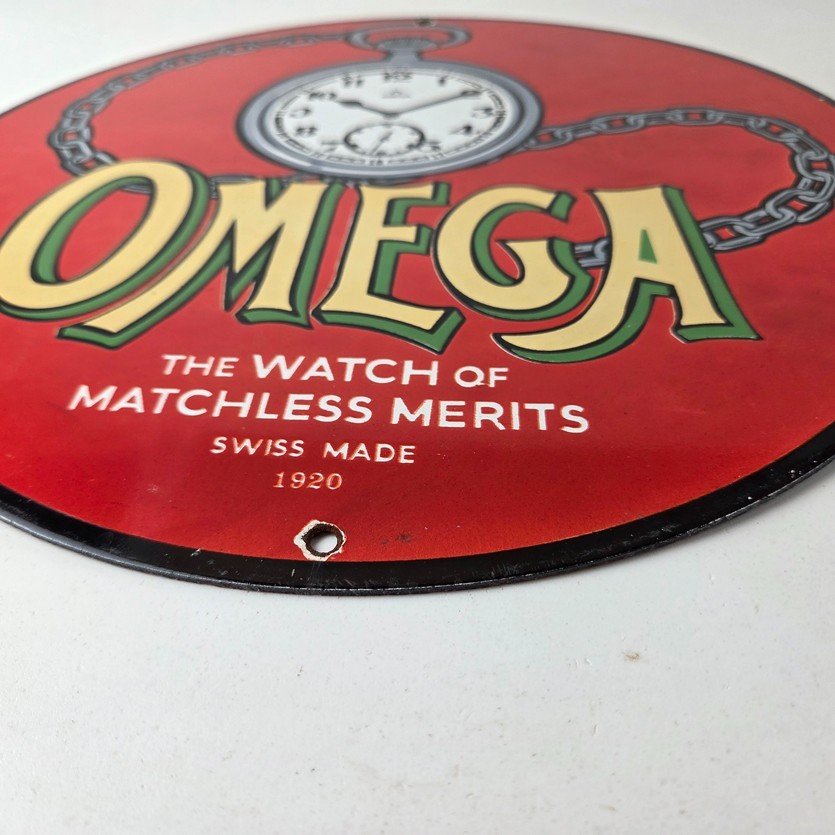 OMEGA
THE WATCH OF
MATCHLESS MERITS
SWISS MADE
1920